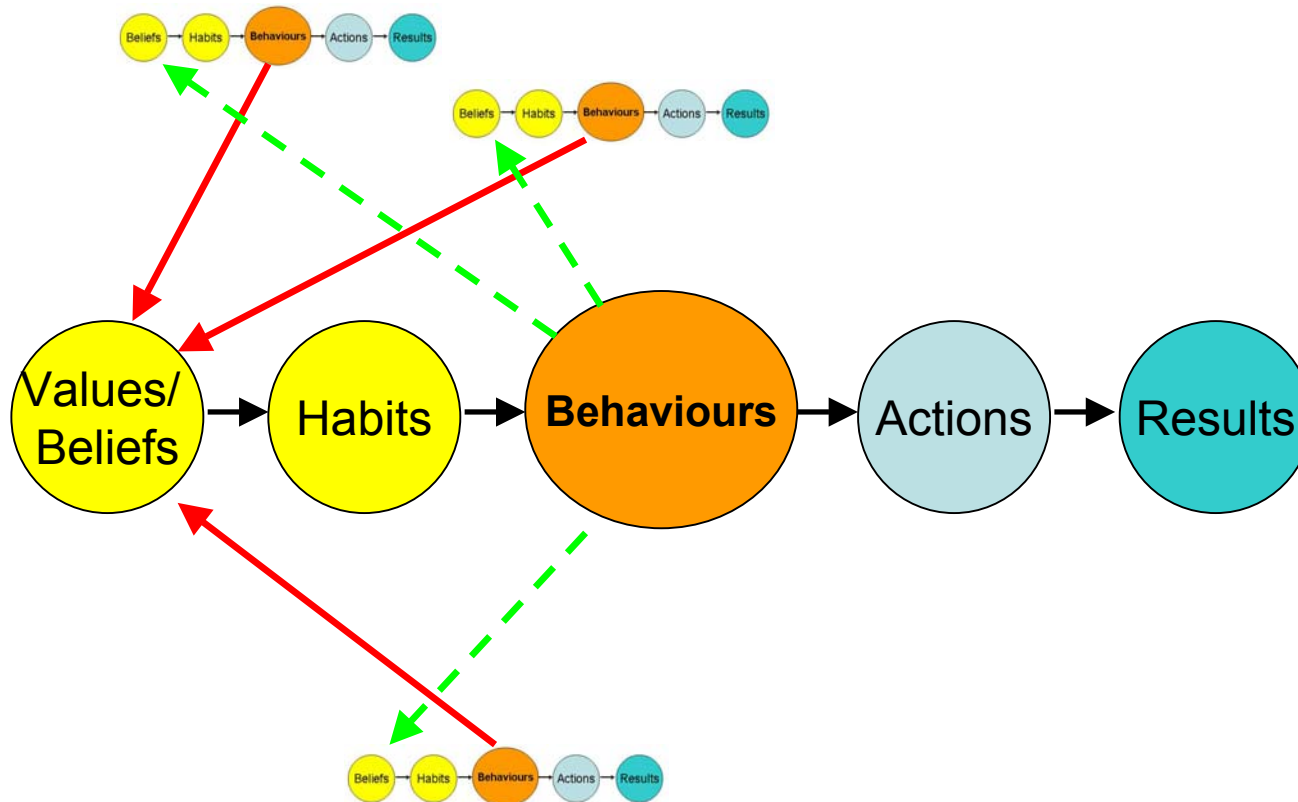 Beliefs Habits Behaviours Actions Results
Beliefs Habits Behaviours Actions Results
Values/
Beliefs
Habits
Behaviours
Actions
Results
Beliefs Habits Behaviours Actions Results